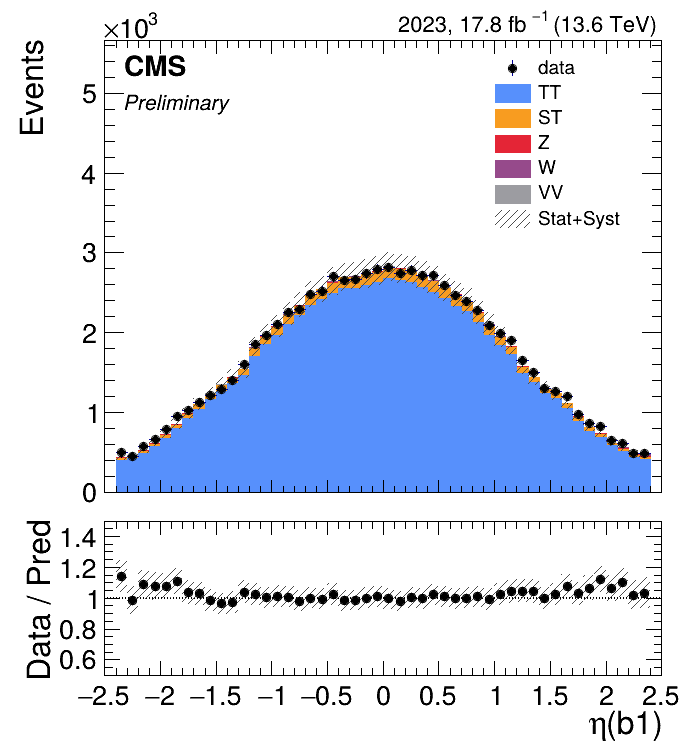 ×10³ 2023, 17.8 fb⁻¹ (13.6 TeV)
Events
CMS
Preliminary
data
TT
ST
Z
W
VV
Stat+Syst
5
4
3
2
1
0
Data / Pred
1.4
1.2
1
0.8
0.6
−2.5 −2 −1.5 −1 −0.5 0 0.5 1 1.5 2 2.5
η(b1)